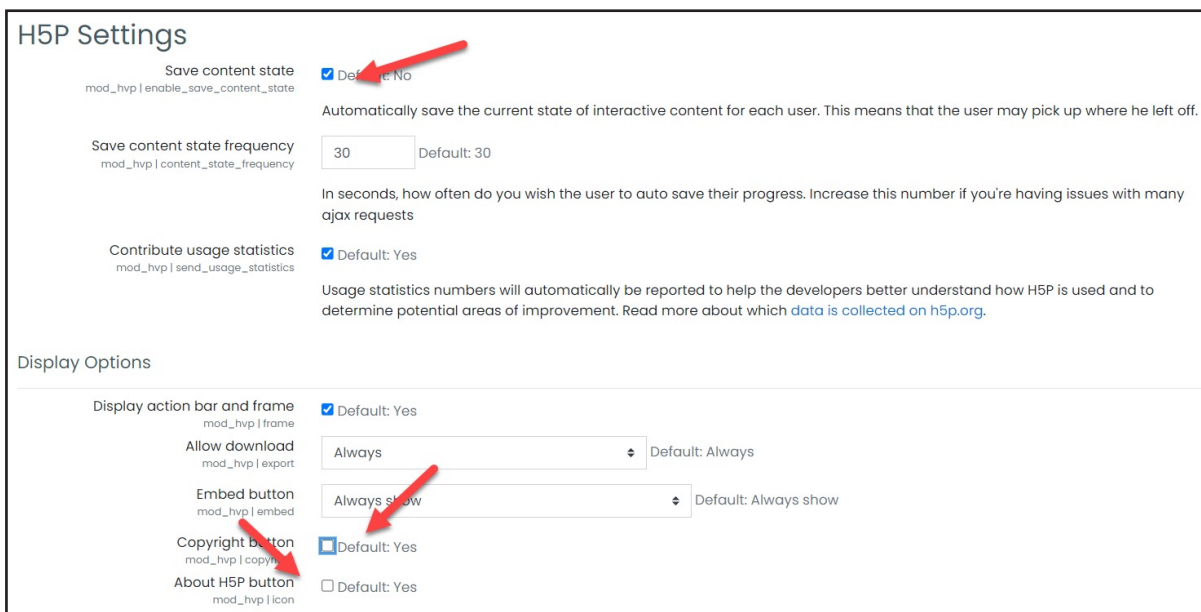 H5P Settings
Save content state
Default: No
mod_hvp | enable_save_content_state
Automatically save the current state of interactive content for each user. This means that the user may pick up where he left off.
Save content state frequency
30 Default: 30
mod_hvp | content_state_frequency
In seconds, how often do you wish the user to auto save their progress. Increase this number if you're having issues with many
ajax requests
Contribute usage statistics
Default: Yes
mod_hvp | send_usage_statistics
Usage statistics numbers will automatically be reported to help the developers better understand how H5P is used and to
determine potential areas of improvement. Read more about which data is collected on h5p.org.
Display Options
Display action bar and frame
Default: Yes
mod_hvp | frame
Allow download
Always Default: Always
mod_hvp | export
Embed button
Always show Default: Always show
mod_hvp | embed
Copyright button
Default: Yes
mod_hvp |
About H5P button
Default: Yes
mod_hvp | icon